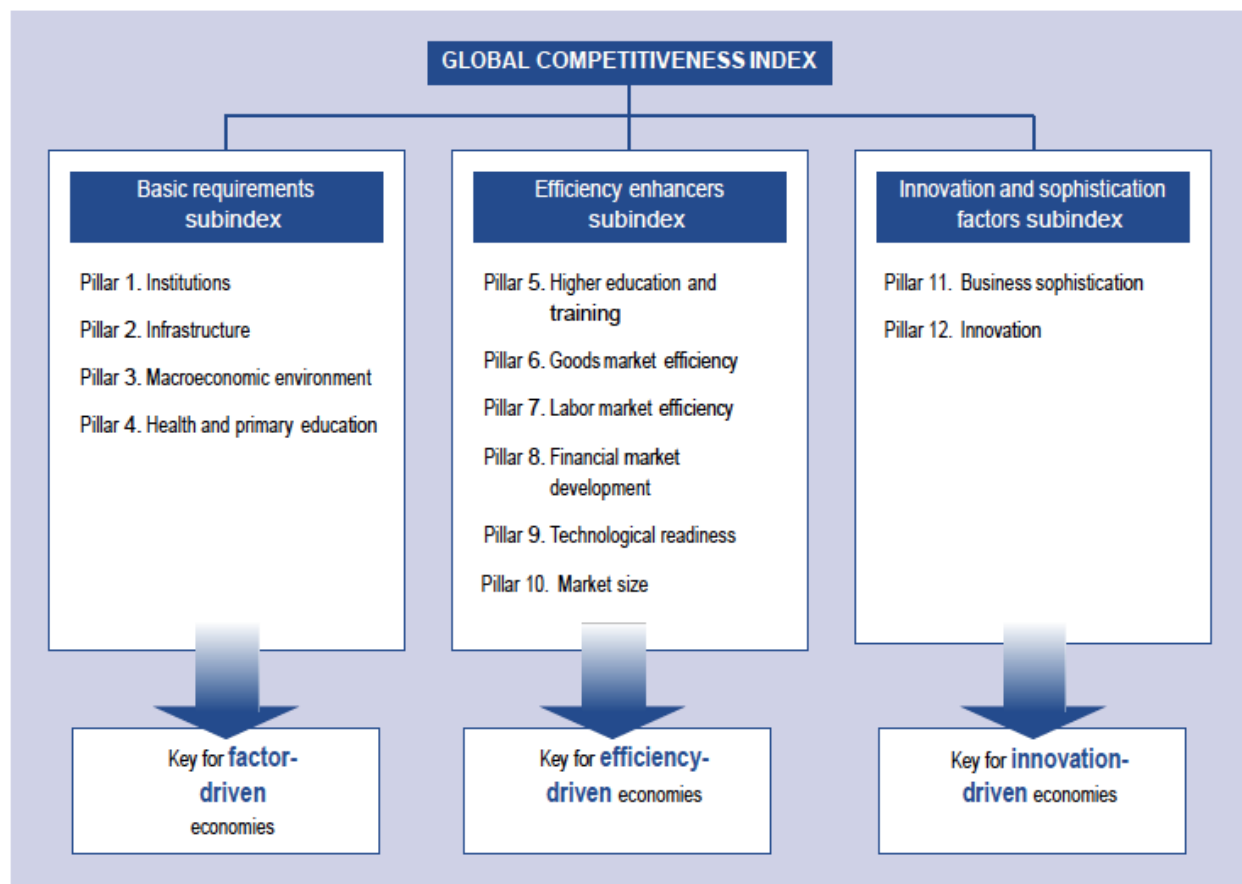 GLOBAL COMPETITIVENESS INDEX
Basic requirements
subindex
Pillar 1. Institutions
Pillar 2. Infrastructure
Pillar 3. Macroeconomic environment
Pillar 4. Health and primary education
Key for factor-
driven
economies
Efficiency enhancers
subindex
Pillar 5. Higher education and
training
Pillar 6. Goods market efficiency
Pillar 7. Labor market efficiency
Pillar 8. Financial market
development
Pillar 9. Technological readiness
Pillar 10. Market size
Key for efficiency-
driven economies
Innovation and sophistication
factors subindex
Pillar 11. Business sophistication
Pillar 12. Innovation
Key for innovation-
driven economies